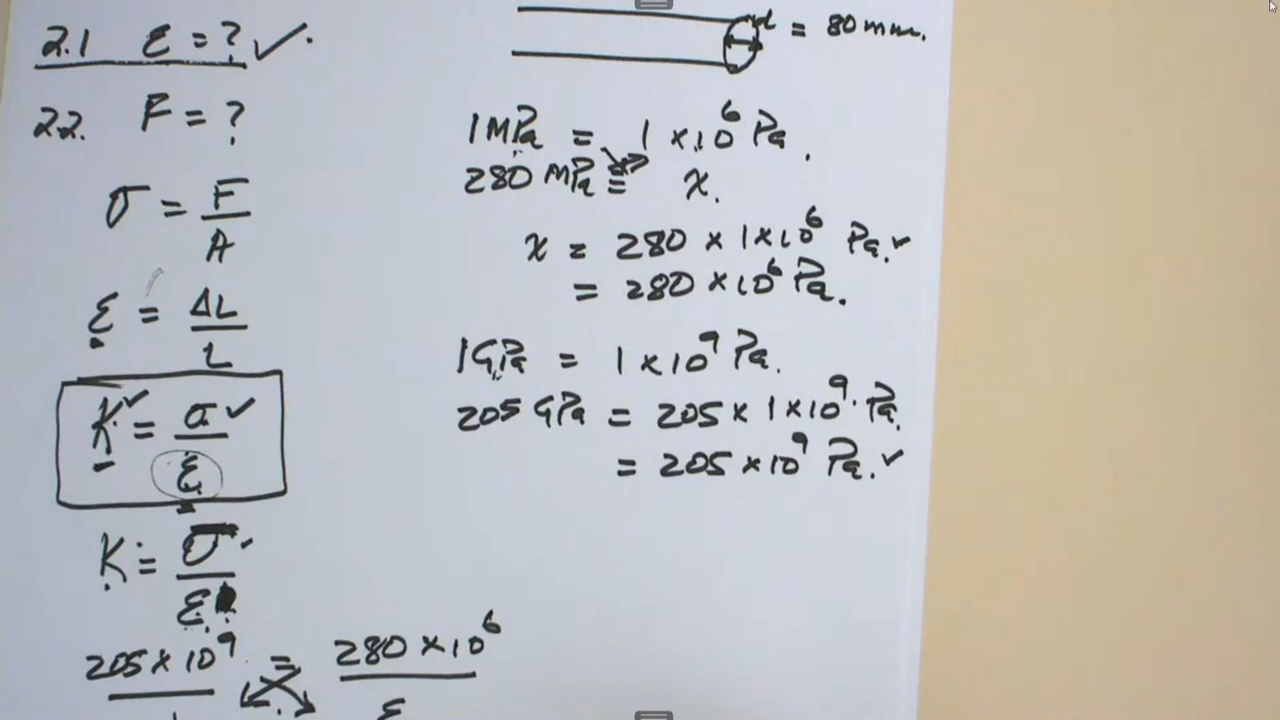 2.1 ε = ? ✓.
2.2. F = ?
σ = F/A
ε = ΔL/L
K✓ = σ✓/ε
K = σ✓/ε
205 × 10⁹/1 = 280 × 10⁶/ε
d = 80 mm.
1 MPa = 1 × 10⁶ Pa.
280 MPa = x.
x = 280 × 1 × 10⁶ Pa.✓
= 280 × 10⁶ Pa.
1 GPa = 1 × 10⁹ Pa.
205 GPa = 205 × 1 × 10⁹. Pa.
= 205 × 10⁹ Pa.✓